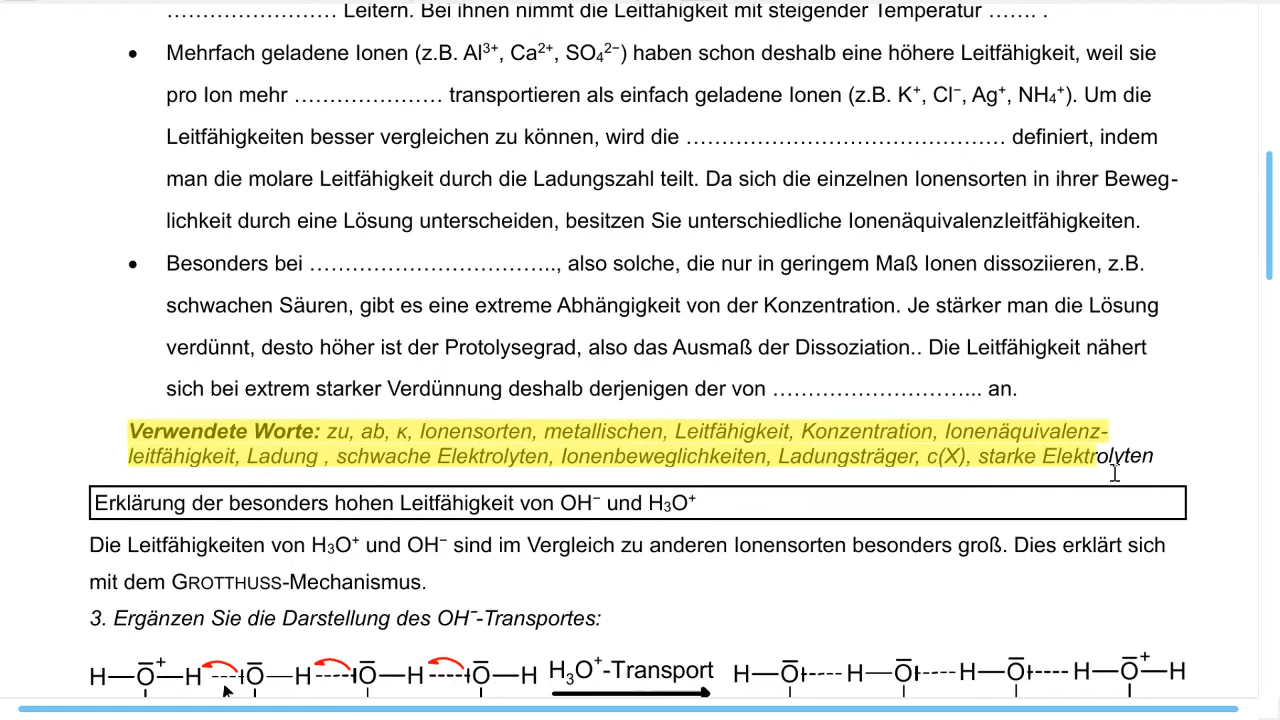 …………………… Leitern. Bei ihnen nimmt die Leitfähigkeit mit steigender Temperatur ……. .
• Mehrfach geladene Ionen (z.B. Al³⁺, Ca²⁺, SO₄²⁻) haben schon deshalb eine höhere Leitfähigkeit, weil sie
pro Ion mehr ………………… transportieren als einfach geladene Ionen (z.B. K⁺, Cl⁻, Ag⁺, NH₄⁺). Um die
Leitfähigkeiten besser vergleichen zu können, wird die ……………………………………… definiert, indem
man die molare Leitfähigkeit durch die Ladungszahl teilt. Da sich die einzelnen Ionensorten in ihrer Beweg-
lichkeit durch eine Lösung unterscheiden, besitzen Sie unterschiedliche Ionenäquivalenzleitfähigkeiten.
• Besonders bei …………………………….., also solche, die nur in geringem Maß Ionen dissoziieren, z.B.
schwachen Säuren, gibt es eine extreme Abhängigkeit von der Konzentration. Je stärker man die Lösung
verdünnt, desto höher ist der Protolysegrad, also das Ausmaß der Dissoziation.. Die Leitfähigkeit nähert
sich bei extrem starker Verdünnung deshalb derjenigen der von ………………………... an.
Verwendete Worte: zu, ab, κ, Ionensorten, metallischen, Leitfähigkeit, Konzentration, Ionenäquivalenz-
leitfähigkeit, Ladung , schwache Elektrolyten, Ionenbeweglichkeiten, Ladungsträger, c(X), starke Elektrolyten
Erklärung der besonders hohen Leitfähigkeit von OH⁻ und H₃O⁺
Die Leitfähigkeiten von H₃O⁺ und OH⁻ sind im Vergleich zu anderen Ionensorten besonders groß. Dies erklärt sich
mit dem GROTTHUSS-Mechanismus.
3. Ergänzen Sie die Darstellung des OH⁻-Transportes:
H—O̅⁺—H ----IO̅—H ----IO̅—H ----IO̅—H H₃O⁺-Transport H—O̅I---- H—O̅I---- H—O̅I---- H—O̅⁺—H